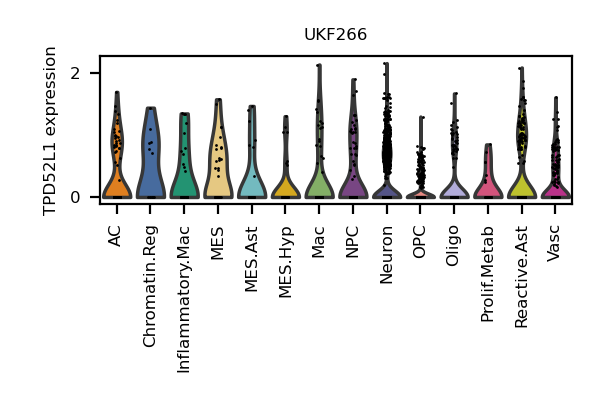 UKF266
TPD52L1 expression
2
0
AC
Chromatin.Reg
Inflammatory.Mac
MES
MES.Ast
MES.Hyp
Mac
NPC
Neuron
OPC
Oligo
Prolif.Metab
Reactive.Ast
Vasc